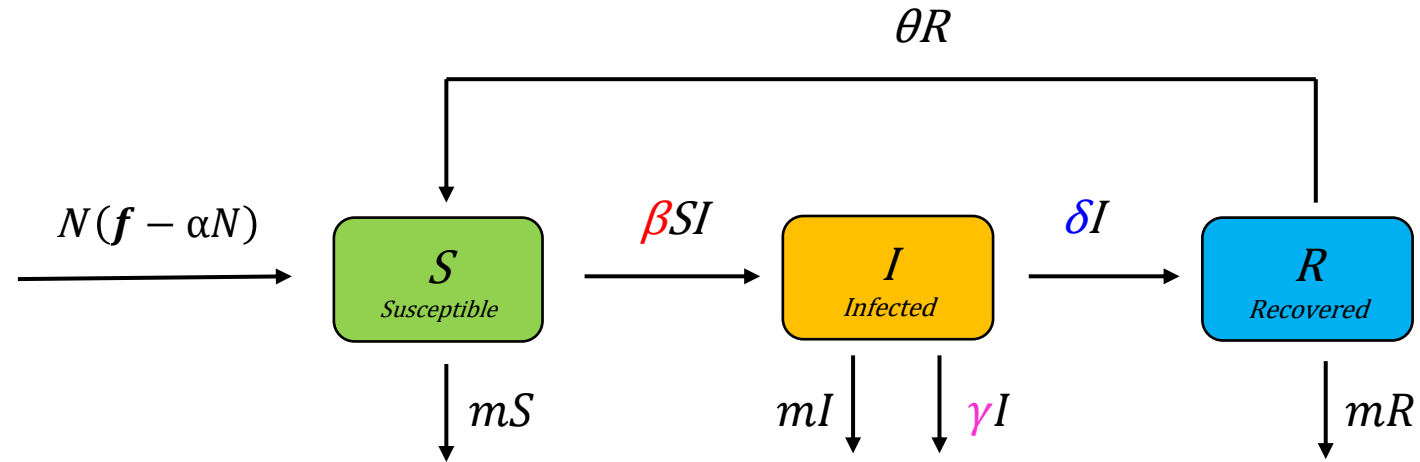 θR
N(f − αN)
βSI
δI
S
Susceptible
I
Infected
R
Recovered
mS
mI
γI
mR